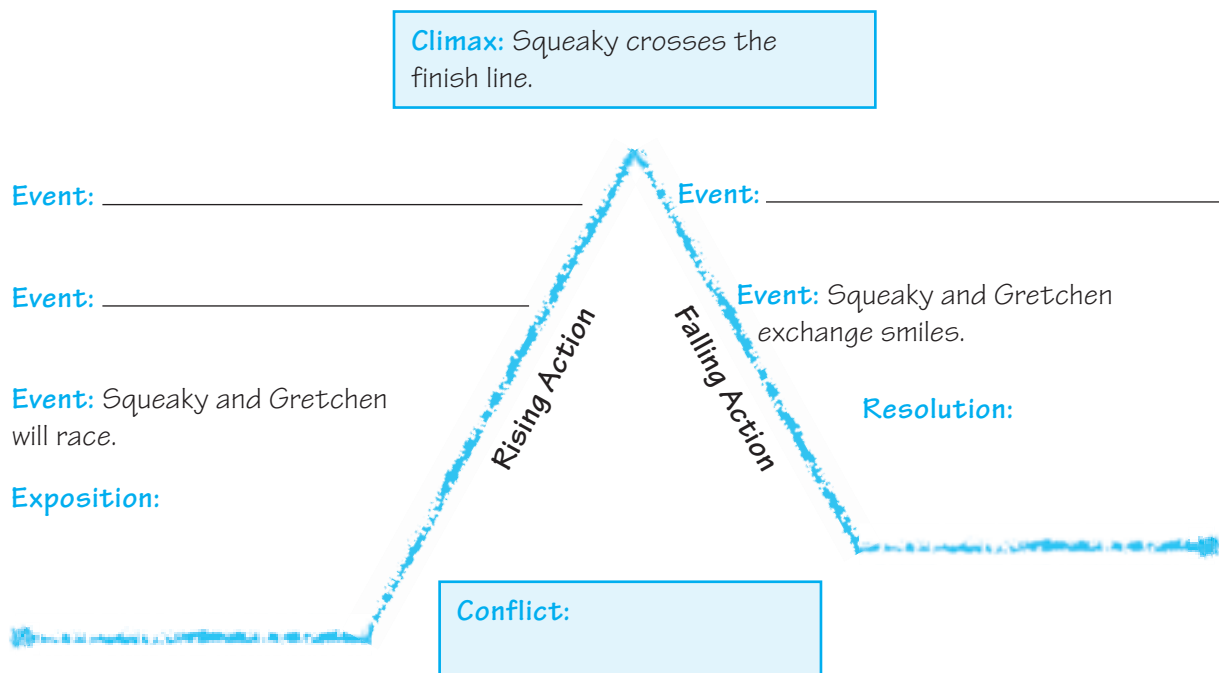 Climax: Squeaky crosses the
finish line.
Event:
Event:
Event:
Event: Squeaky and Gretchen
exchange smiles.
Rising Action
Falling Action
Event: Squeaky and Gretchen
will race.
Resolution:
Exposition:
Conflict: